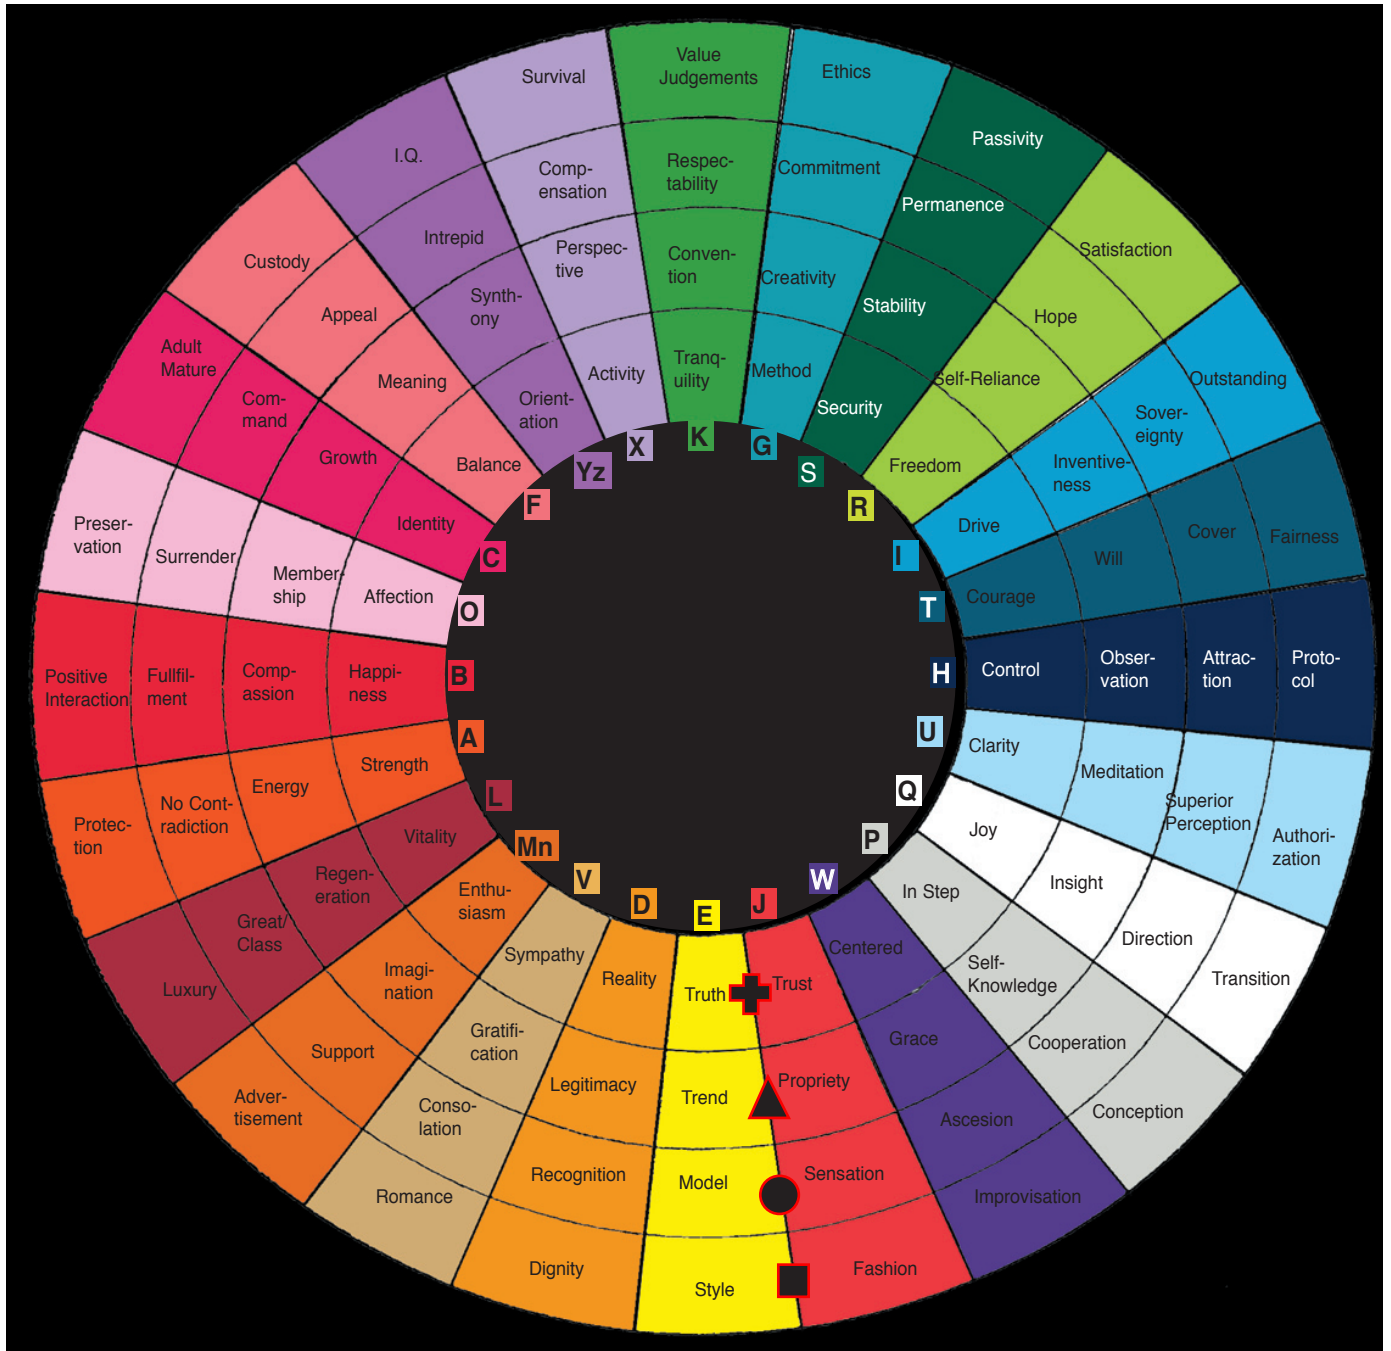 Value
Judgements
Respec-
tability
Conven-
tion
Tranq-
uility
K
Ethics
Commitment
Creativity
Method
G
Passivity
Permanence
Stability
Security
S
Satisfaction
Hope
Self-Reliance
Freedom
R
Outstanding
Sover-
eignty
Inventive-
ness
Drive
I
Fairness
Cover
Will
Courage
T
Proto-
col
Attrac-
tion
Obser-
vation
Control
H
Authori-
zation
Superior
Perception
Meditation
Clarity
U
Transition
Direction
Insight
Joy
Q
Conception
Cooperation
Self-
Knowledge
In Step
P
Improvisation
Ascesion
Grace
Centered
W
Fashion
Sensation
Propriety
Trust
J
Style
Model
Trend
Truth
E
Dignity
Recognition
Legitimacy
Reality
D
Romance
Conso-
lation
Gratifi-
cation
Sympathy
V
Adver-
tisement
Support
Imagi-
nation
Enthu-
siasm
Mn
Luxury
Great/
Class
Regen-
eration
Vitality
L
Protec-
tion
No Cont-
radiction
Energy
Strength
A
Positive
Interaction
Fullfil-
ment
Comp-
assion
Happi-
ness
B
Preser-
vation
Surrender
Member-
ship
Affection
O
Adult
Mature
Com-
mand
Growth
Identity
C
Custody
Appeal
Meaning
Balance
F
I.Q.
Intrepid
Synth-
ony
Orient-
ation
Yz
Survival
Comp-
ensation
Perspec-
tive
Activity
X